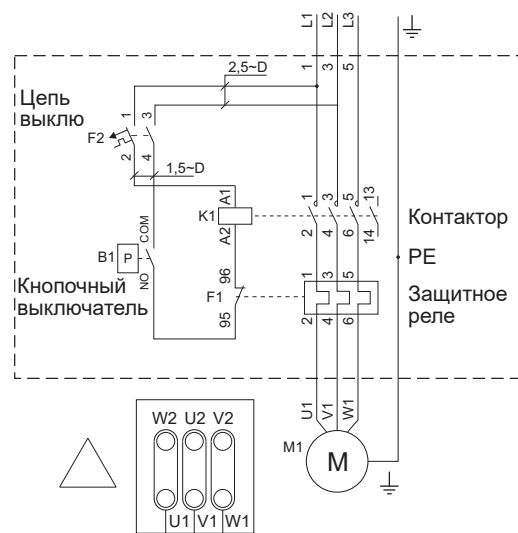 L1 L2 L3
1 3 5
2,5~D
Цепь
выклю
1 3
F2
2 4
1,5~D
A1
K1
A2
1 3 5 13
2 4 6 14
Контактор
COM
B1 P
NO
PE
Кнопочный
выключатель
96
F1
95
1 3 5
2 4 6
Защитное
реле
U1 V1 W1
M1
M
W2 U2 V2
U1 V1 W1